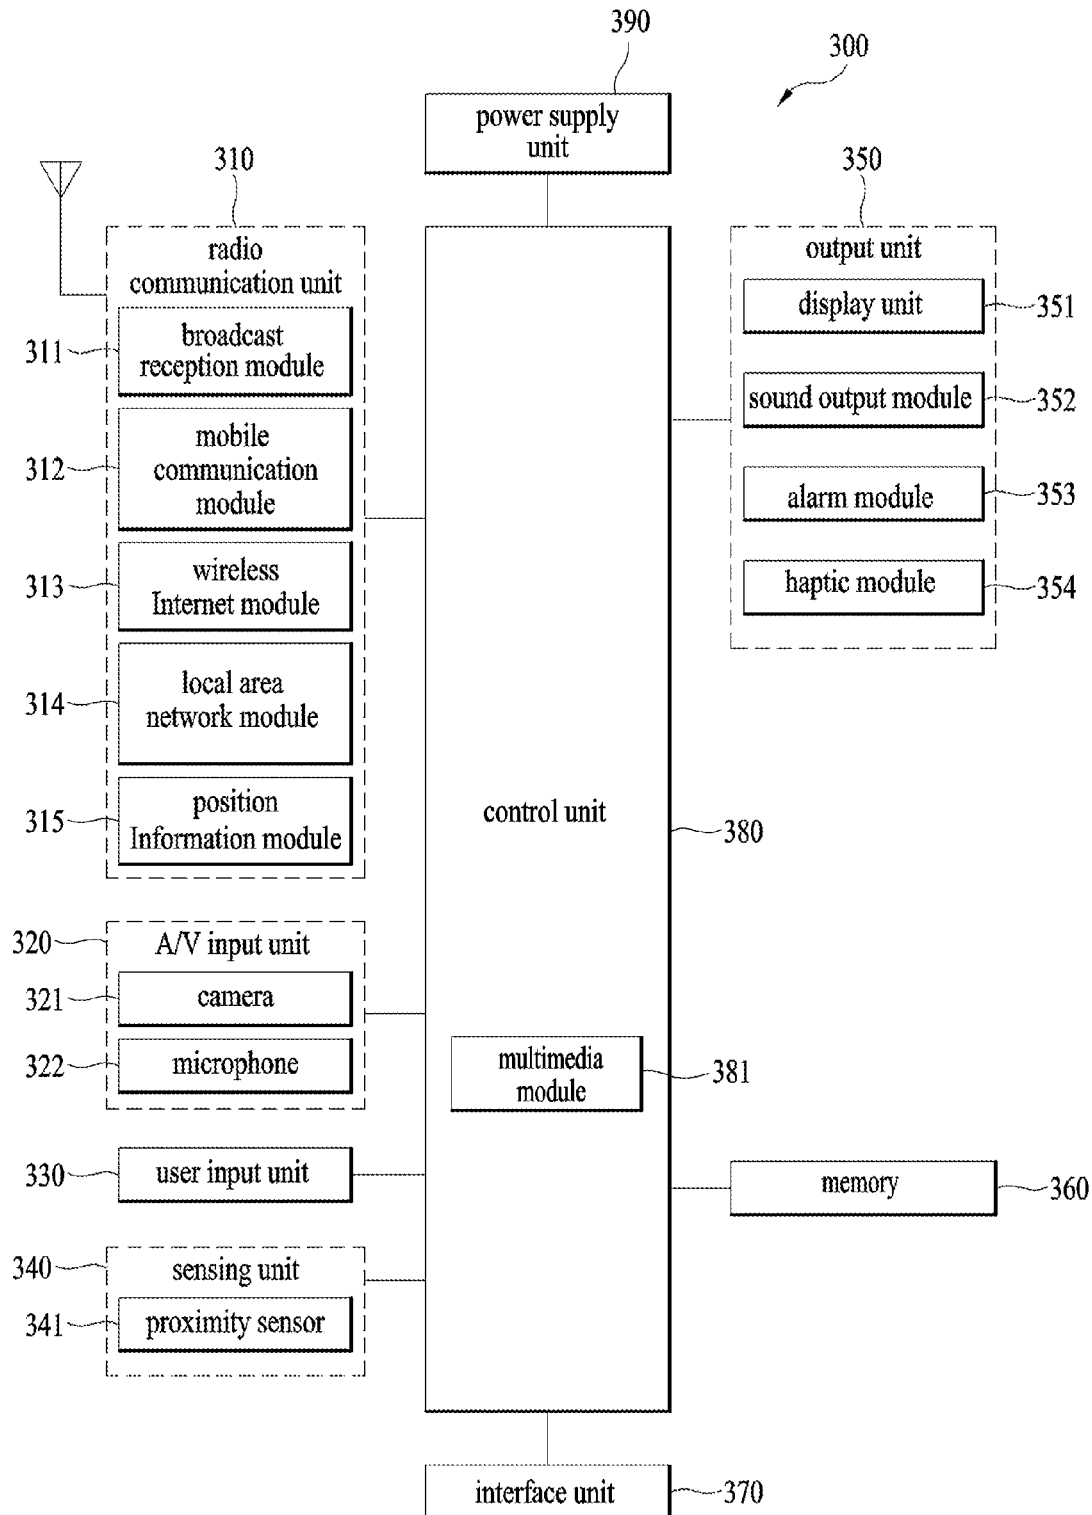 390
300
power supply
unit
310
350
radio
communication unit
output unit
display unit
351
311
broadcast
reception module
sound output module
352
312
mobile
communication
module
alarm module
353
313
wireless
Internet module
haptic module
354
314
local area
network module
315
position
Information module
control unit
380
320
A/V input unit
321
camera
322
microphone
multimedia
module
381
330
user input unit
memory
360
340
sensing unit
341
proximity sensor
interface unit
370